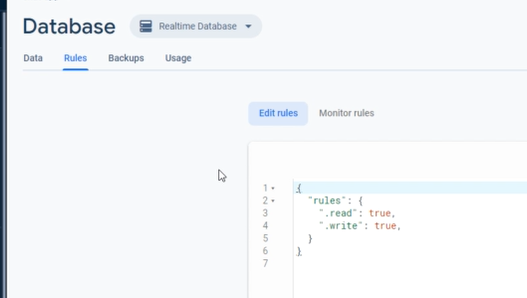 Database Realtime Database
Data Rules Backups Usage
Edit rules Monitor rules
1 {
2 "rules": {
3 ".read": true,
4 ".write": true,
5 }
6 }
7